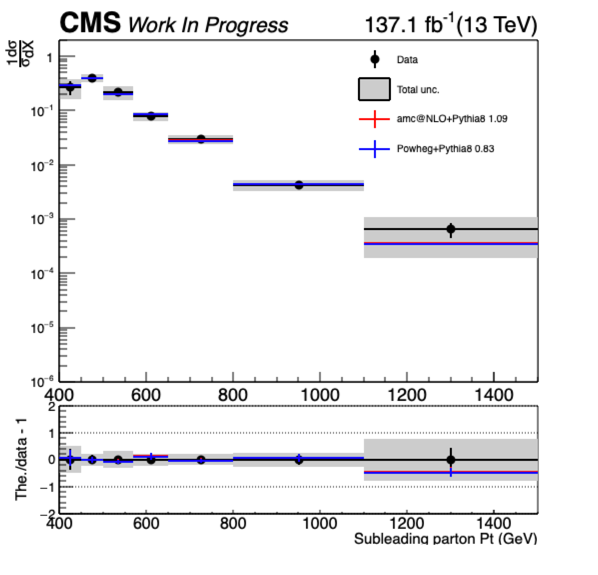 CMS Work In Progress 137.1 fb⁻¹(13 TeV)
1dσ
σdX
1
10⁻¹
10⁻²
10⁻³
10⁻⁴
10⁻⁵
10⁻⁶
Data
Total unc.
amc@NLO+Pythia8 1.09
Powheg+Pythia8 0.83
400 600 800 1000 1200 1400
The./data - 1
2
1
0
−1
−2
400 600 800 1000 1200 1400
Subleading parton Pt (GeV)